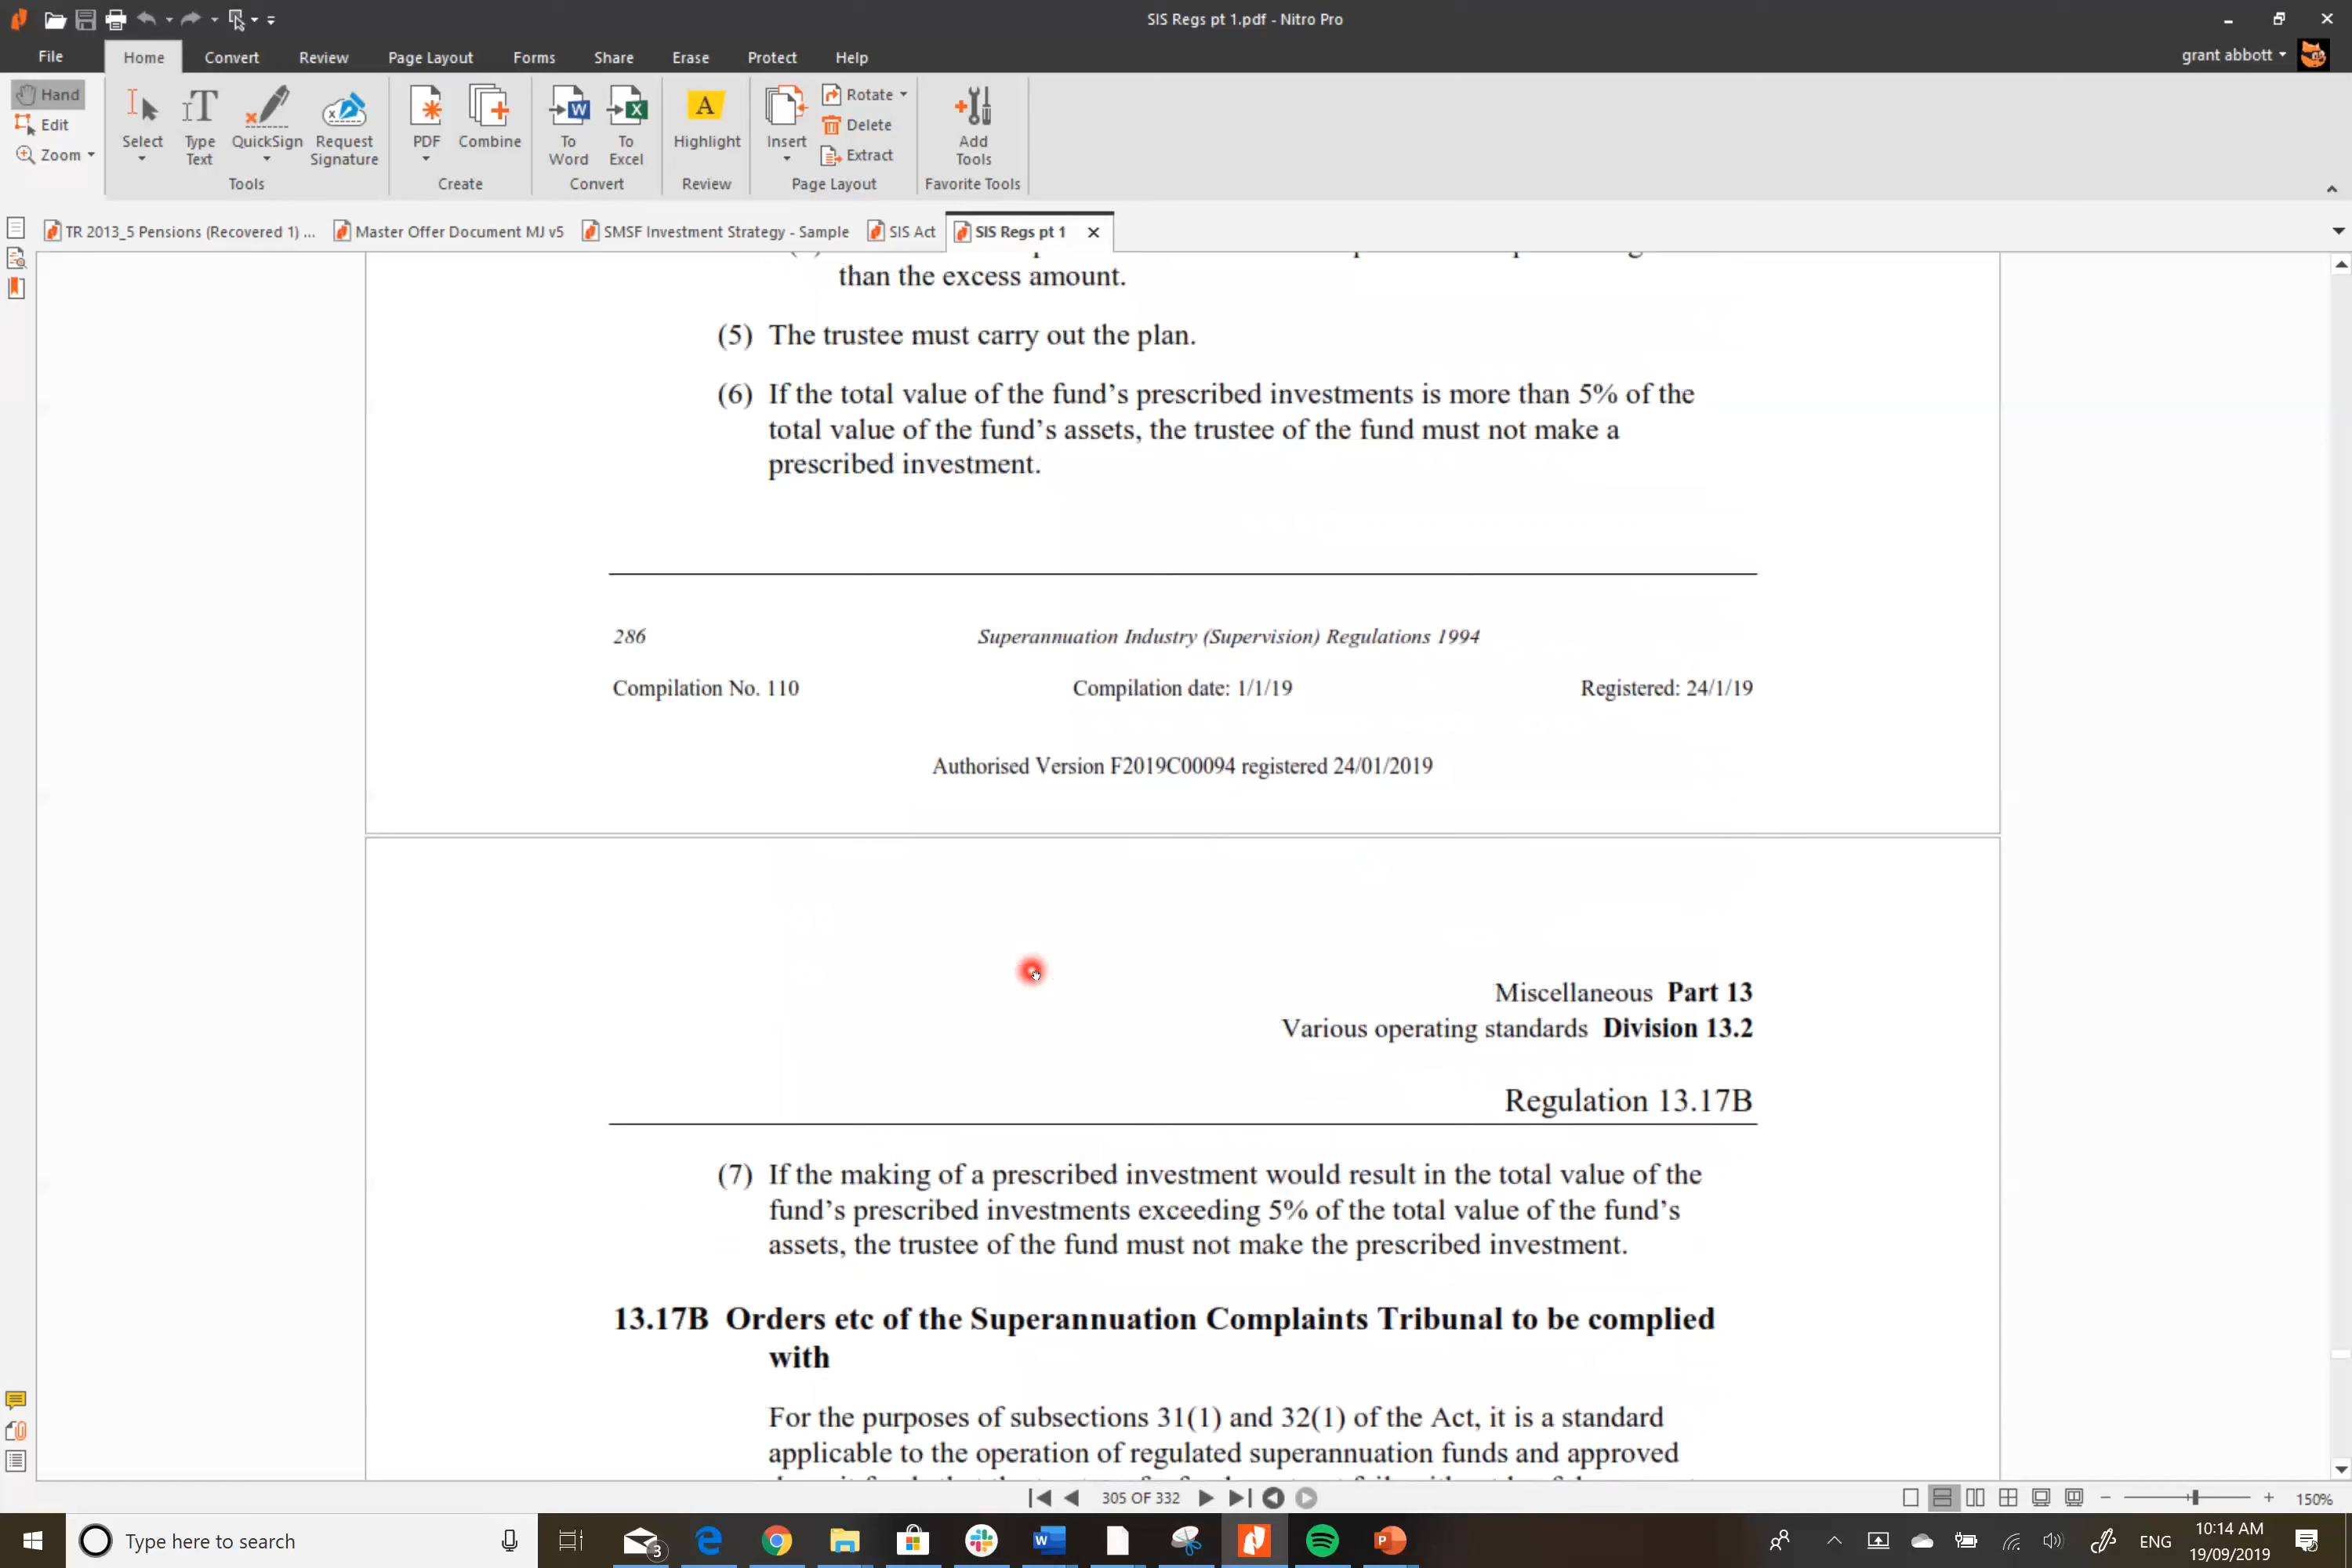 SIS Regs pt 1.pdf - Nitro Pro
File Home Convert Review Page Layout Forms Share Erase Protect Help
grant abbott
Hand
Edit
Zoom
Select
Type Text
QuickSign
Request Signature
Tools
PDF
Combine
Create
To Word
To Excel
Convert
A
Highlight
Review
Insert
Rotate
Delete
Extract
Page Layout
Add Tools
Favorite Tools
TR 2013_5 Pensions (Recovered 1) ...
Master Offer Document MJ v5
SMSF Investment Strategy - Sample
SIS Act
SIS Regs pt 1
than the excess amount.
(5) The trustee must carry out the plan.
(6) If the total value of the fund’s prescribed investments is more than 5% of the
total value of the fund’s assets, the trustee of the fund must not make a
prescribed investment.
286 Superannuation Industry (Supervision) Regulations 1994
Compilation No. 110 Compilation date: 1/1/19 Registered: 24/1/19
Authorised Version F2019C00094 registered 24/01/2019
Miscellaneous Part 13
Various operating standards Division 13.2
Regulation 13.17B
(7) If the making of a prescribed investment would result in the total value of the
fund’s prescribed investments exceeding 5% of the total value of the fund’s
assets, the trustee of the fund must not make the prescribed investment.
13.17B Orders etc of the Superannuation Complaints Tribunal to be complied
with
For the purposes of subsections 31(1) and 32(1) of the Act, it is a standard
applicable to the operation of regulated superannuation funds and approved
305 OF 332
150%
Type here to search
3
ENG
10:14 AM
19/09/2019